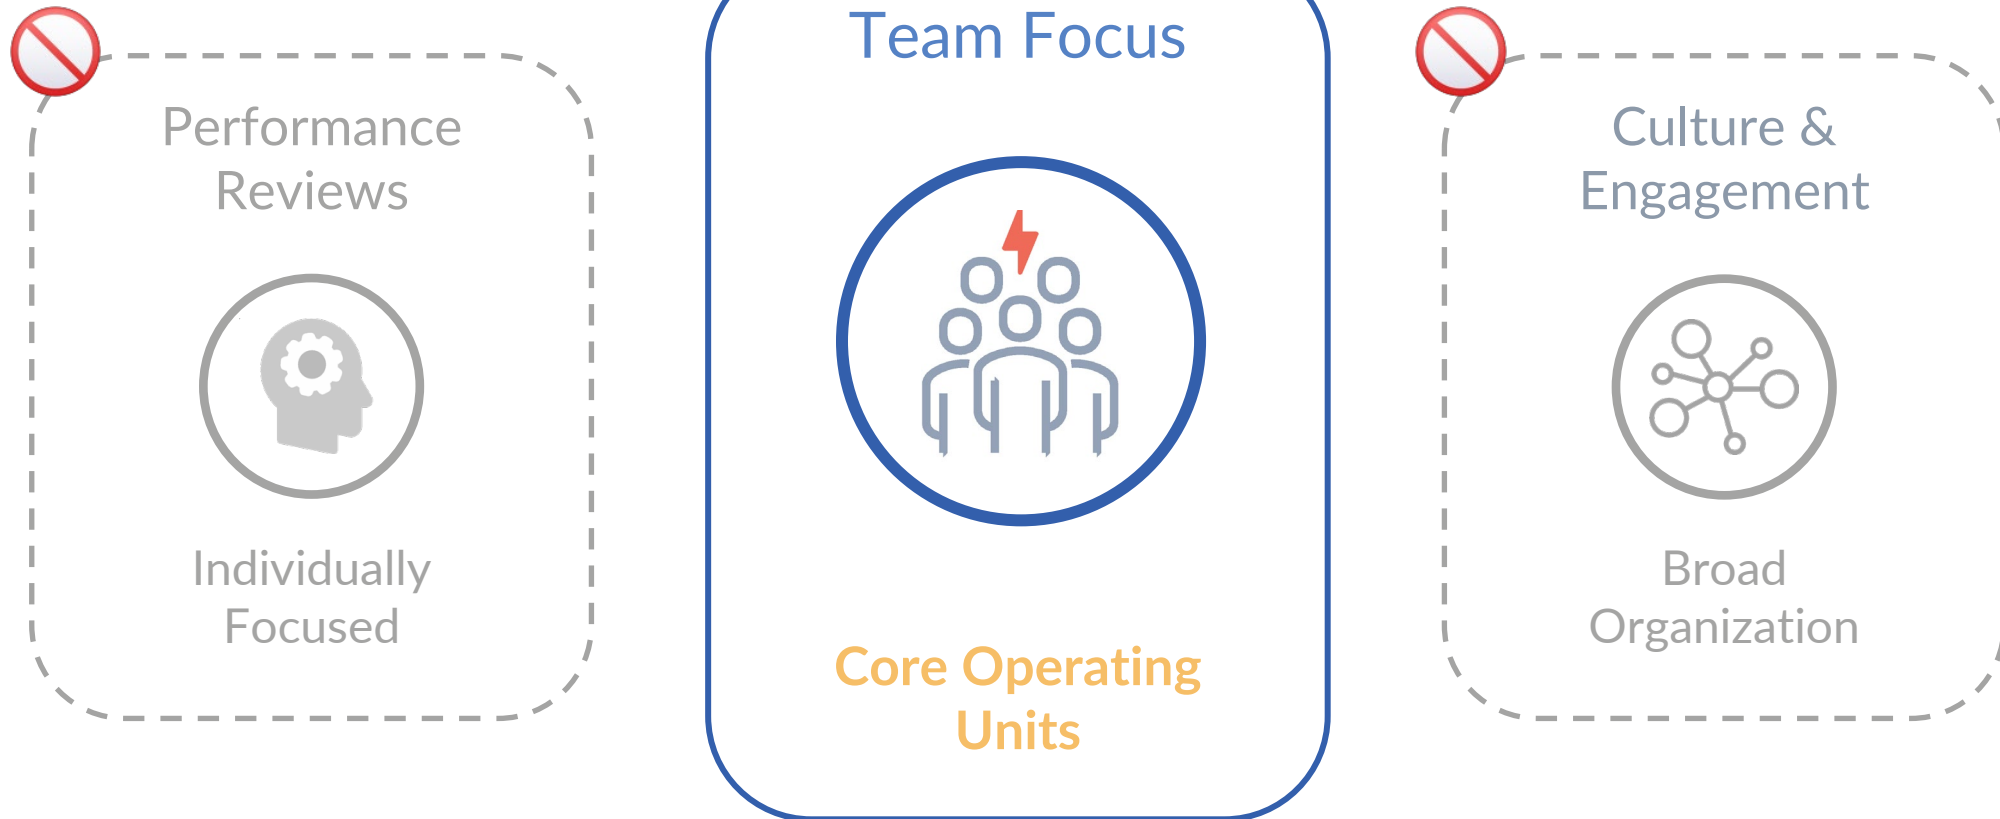 Performance
Reviews
Individually
Focused
Team Focus
Core Operating
Units
Culture &
Engagement
Broad
Organization